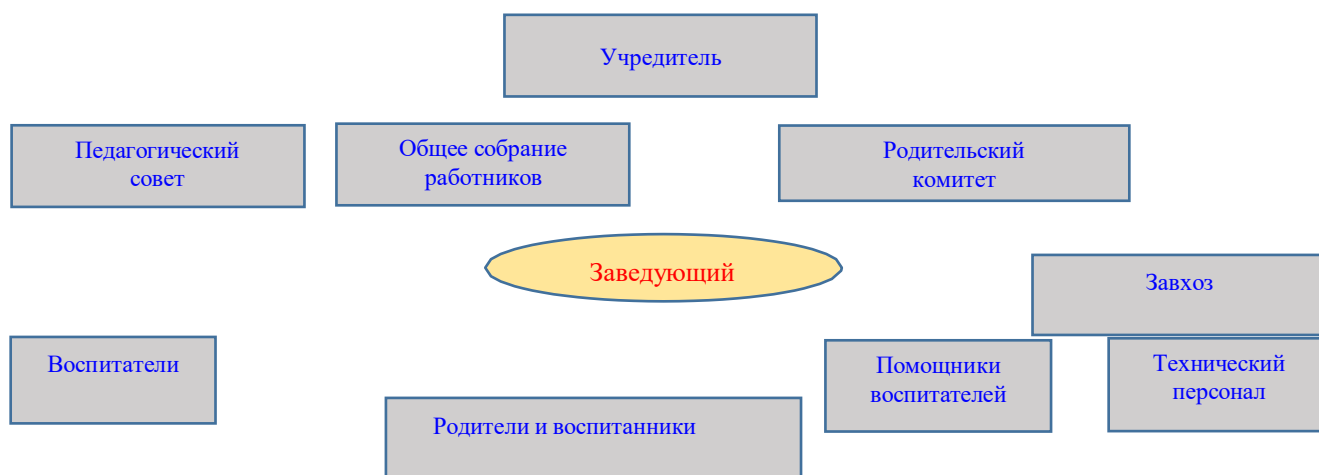 Учредитель
Педагогический
совет
Общее собрание
работников
Родительский
комитет
Заведующий
Завхоз
Воспитатели
Помощники
воспитателей
Технический
персонал
Родители и воспитанники